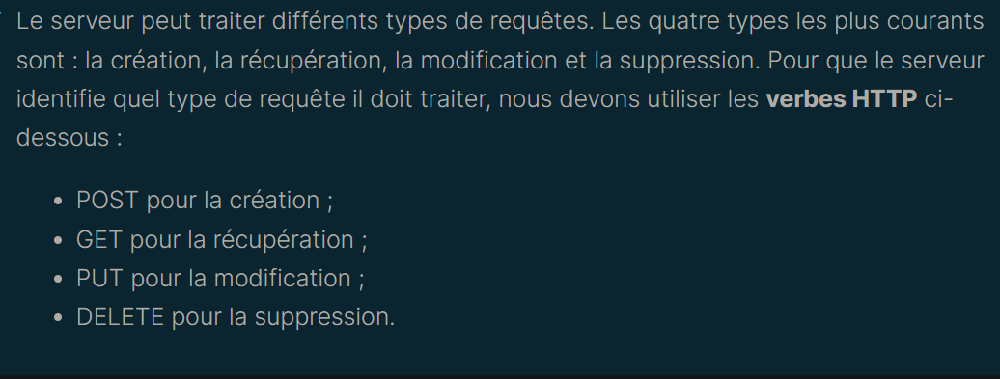 Le serveur peut traiter différents types de requêtes. Les quatre types les plus courants
sont : la création, la récupération, la modification et la suppression. Pour que le serveur
identifie quel type de requête il doit traiter, nous devons utiliser les verbes HTTP ci-
dessous :
• POST pour la création ;
• GET pour la récupération ;
• PUT pour la modification ;
• DELETE pour la suppression.